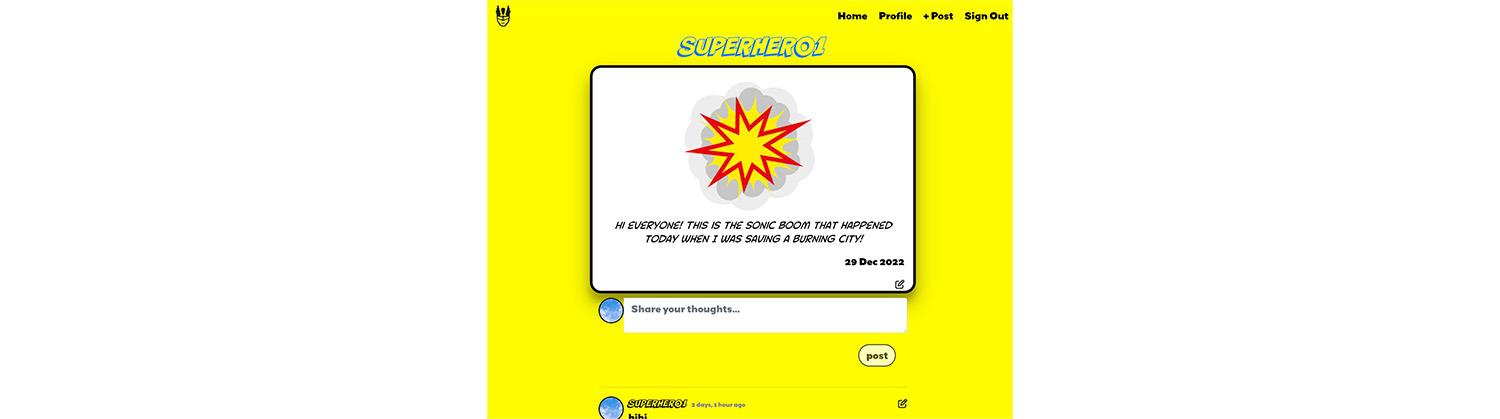 Home Profile + Post Sign Out
SUPERHERO1
HI EVERYONE! THIS IS THE SONIC BOOM THAT HAPPENED
TODAY WHEN I WAS SAVING A BURNING CITY!
29 Dec 2022
Share your thoughts...
post
SUPERHERO1 2 days, 1 hour ago
hihi